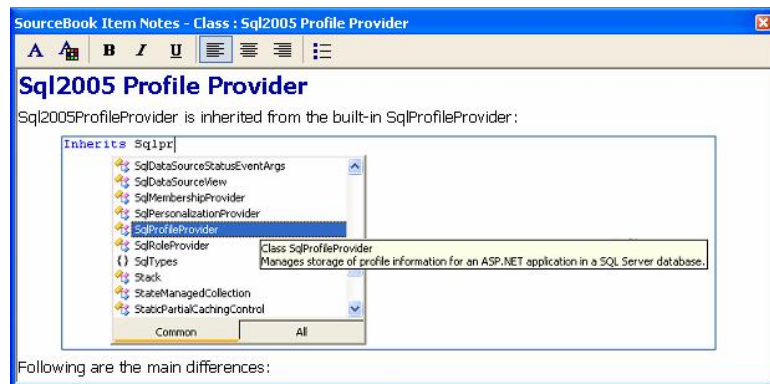 SourceBook Item Notes - Class : Sql2005 Profile Provider
A A B I U
Sql2005 Profile Provider
Sql2005ProfileProvider is inherited from the built-in SqlProfileProvider:
Inherits Sqlpr
SqlDataSourceStatusEventArgs
SqlDataSourceView
SqlMembershipProvider
SqlPersonalizationProvider
SqlProfileProvider
SqlRoleProvider
Class SqlProfileProvider
{} SqlTypes
Manages storage of profile information for an ASP.NET application in a SQL Server database.
Stack
StateManagedCollection
StaticPartialCachingControl
Common All
Following are the main differences: